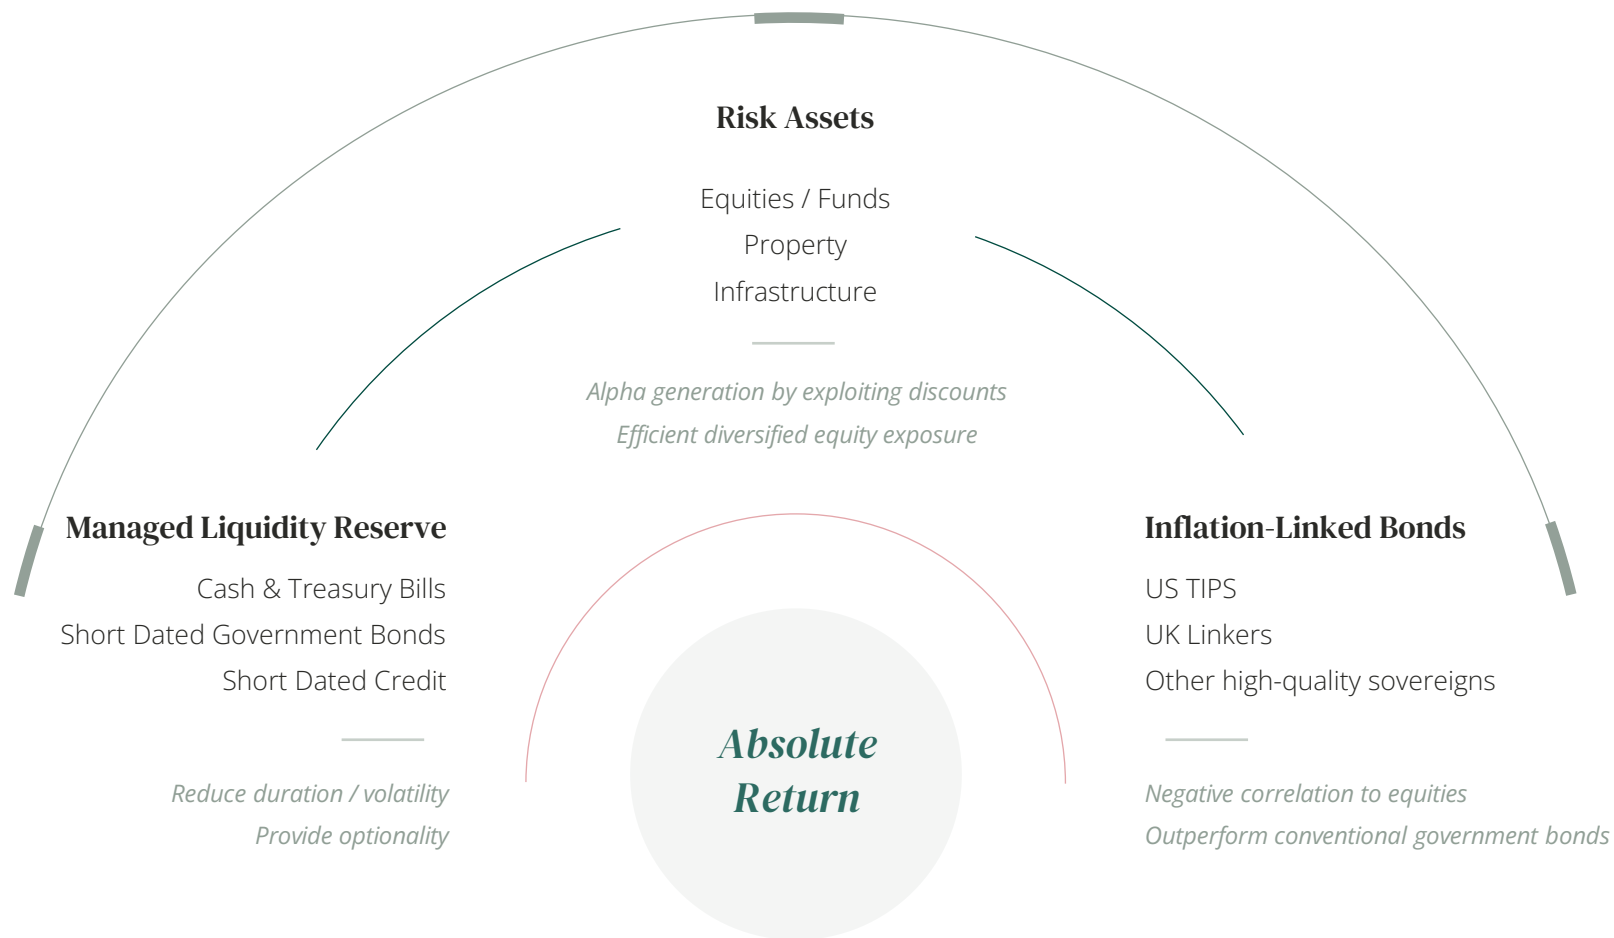 Risk Assets
Equities / Funds
Property
Infrastructure
Alpha generation by exploiting discounts
Efficient diversified equity exposure
Managed Liquidity Reserve
Cash & Treasury Bills
Short Dated Government Bonds
Short Dated Credit
Reduce duration / volatility
Provide optionality
Absolute
Return
Inflation-Linked Bonds
US TIPS
UK Linkers
Other high-quality sovereigns
Negative correlation to equities
Outperform conventional government bonds